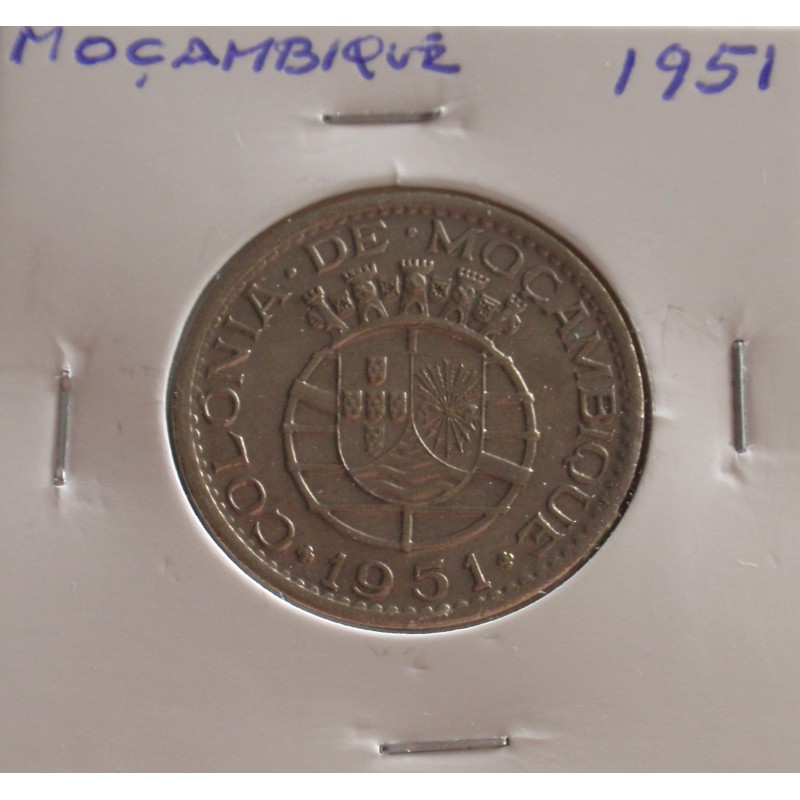 MOÇAMBIQUE 1951
COLÓNIA · DE · MOÇAMBIQUE
1951